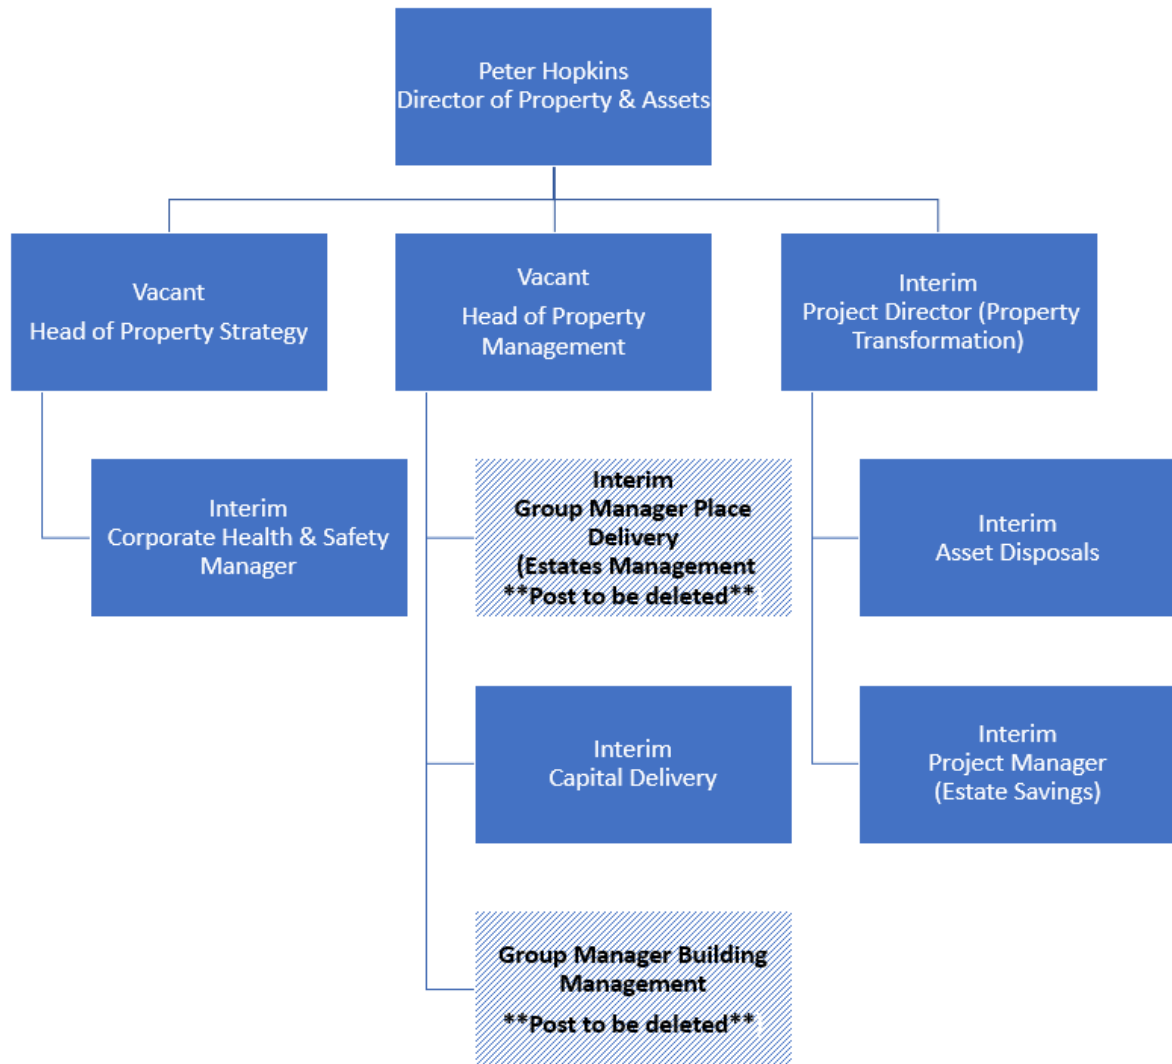 Peter Hopkins
Director of Property & Assets
Vacant
Head of Property Strategy
Vacant
Head of Property
Management
Interim
Project Director (Property
Transformation)
Interim
Corporate Health & Safety
Manager
Interim
Group Manager Place
Delivery
(Estates Management
**Post to be deleted**)
Interim
Asset Disposals
Interim
Capital Delivery
Interim
Project Manager
(Estate Savings)
Group Manager Building
Management
**Post to be deleted**)